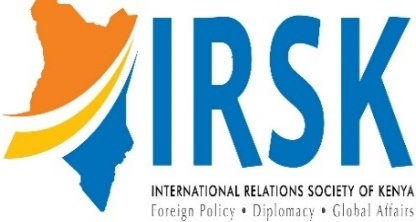 IRSK
INTERNATIONAL RELATIONS SOCIETY OF KENYA
Foreign Policy • Diplomacy • Global Affairs